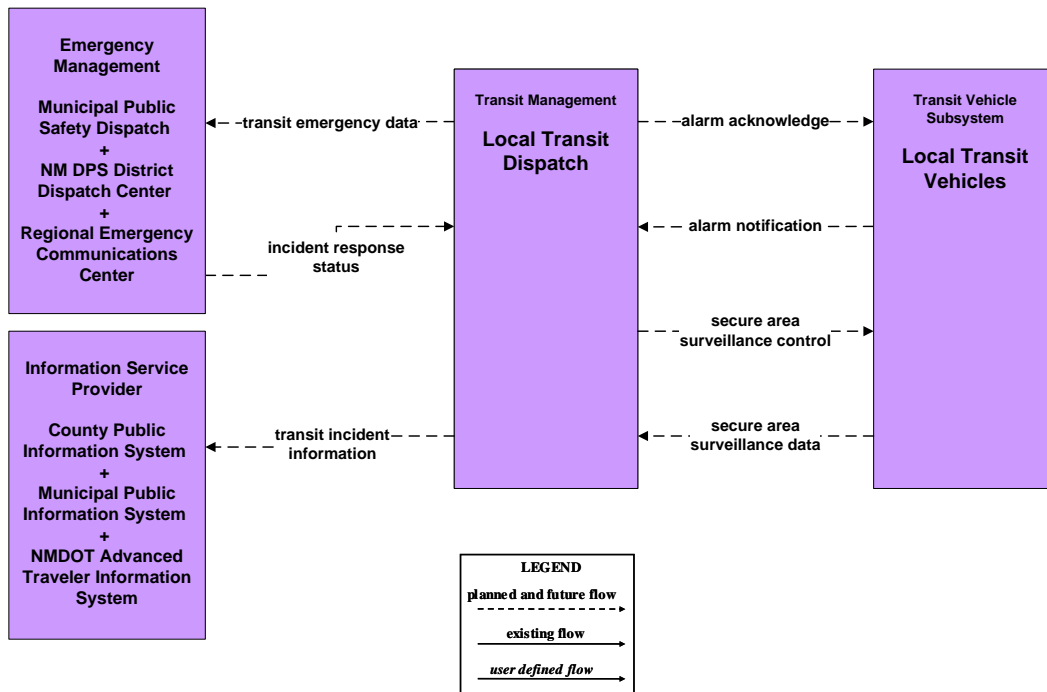 Emergency
Management
Municipal Public
Safety Dispatch
+
NM DPS District
Dispatch Center
+
Regional Emergency
Communications
Center
Information Service
Provider
County Public
Information System
+
Municipal Public
Information System
+
NMDOT Advanced
Traveler Information
System
transit emergency data
incident response
status
transit incident
information
Transit Management
Local Transit
Dispatch
alarm acknowledge
alarm notification
secure area
surveillance control
secure area
surveillance data
Transit Vehicle
Subsystem
Local Transit
Vehicles
LEGEND
planned and future flow
existing flow
user defined flow